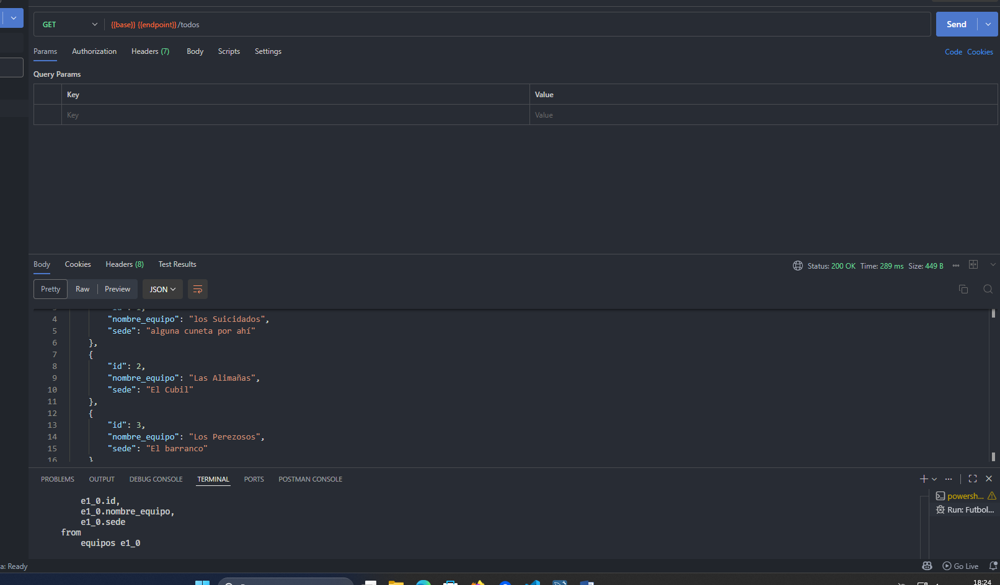 GET {{base}} {{endpoint}}/todos Send
Params Authorization Headers (7) Body Scripts Settings Code Cookies
Query Params
Key Value
Key Value
Body Cookies Headers (8) Test Results Status: 200 OK Time: 289 ms Size: 449 B
Pretty Raw Preview JSON
4 "nombre_equipo": "los Suicidados",
5 "sede": "alguna cuneta por ahí"
6 },
7 {
8 "id": 2,
9 "nombre_equipo": "Las Alimañas",
10 "sede": "El Cubil"
11 },
12 {
13 "id": 3,
14 "nombre_equipo": "Los Perezosos",
15 "sede": "El barranco"
16 }
PROBLEMS OUTPUT DEBUG CONSOLE TERMINAL PORTS POSTMAN CONSOLE
powersh...
Run: Futbol...
e1_0.id,
e1_0.nombre_equipo,
e1_0.sede
from
equipos e1_0
a: Ready Go Live
18:24